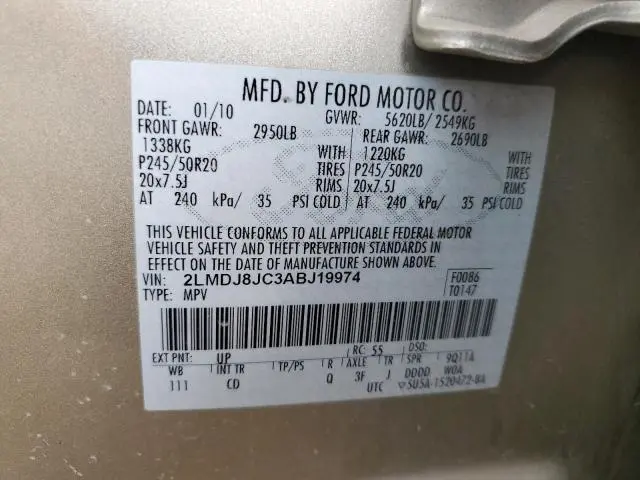 MFD. BY FORD MOTOR CO.
DATE: 01/10 GVWR: 5620LB/ 2549KG
FRONT GAWR: 2950LB REAR GAWR: 2690LB
1338KG WITH 1220KG WITH
P245/50R20 TIRES P245/50R20 TIRES
20x7.5J RIMS 20x7.5J RIMS
AT 240 kPa/ 35 PSI COLD AT 240 kPa/ 35 PSI COLD
THIS VEHICLE CONFORMS TO ALL APPLICABLE FEDERAL MOTOR
VEHICLE SAFETY AND THEFT PREVENTION STANDARDS IN
EFFECT ON THE DATE OF MANUFACTURE SHOWN ABOVE.
VIN: 2LMDJ8JC3ABJ19974 F0086
TYPE: MPV T0147
EXT PNT: UP RC: 55 DSO:
WB INT TR TP/PS R AXLE TR SPR 9Q11A
111 CD Q 3F J DDDD W0A
UTC 5U5A-1520472-BA